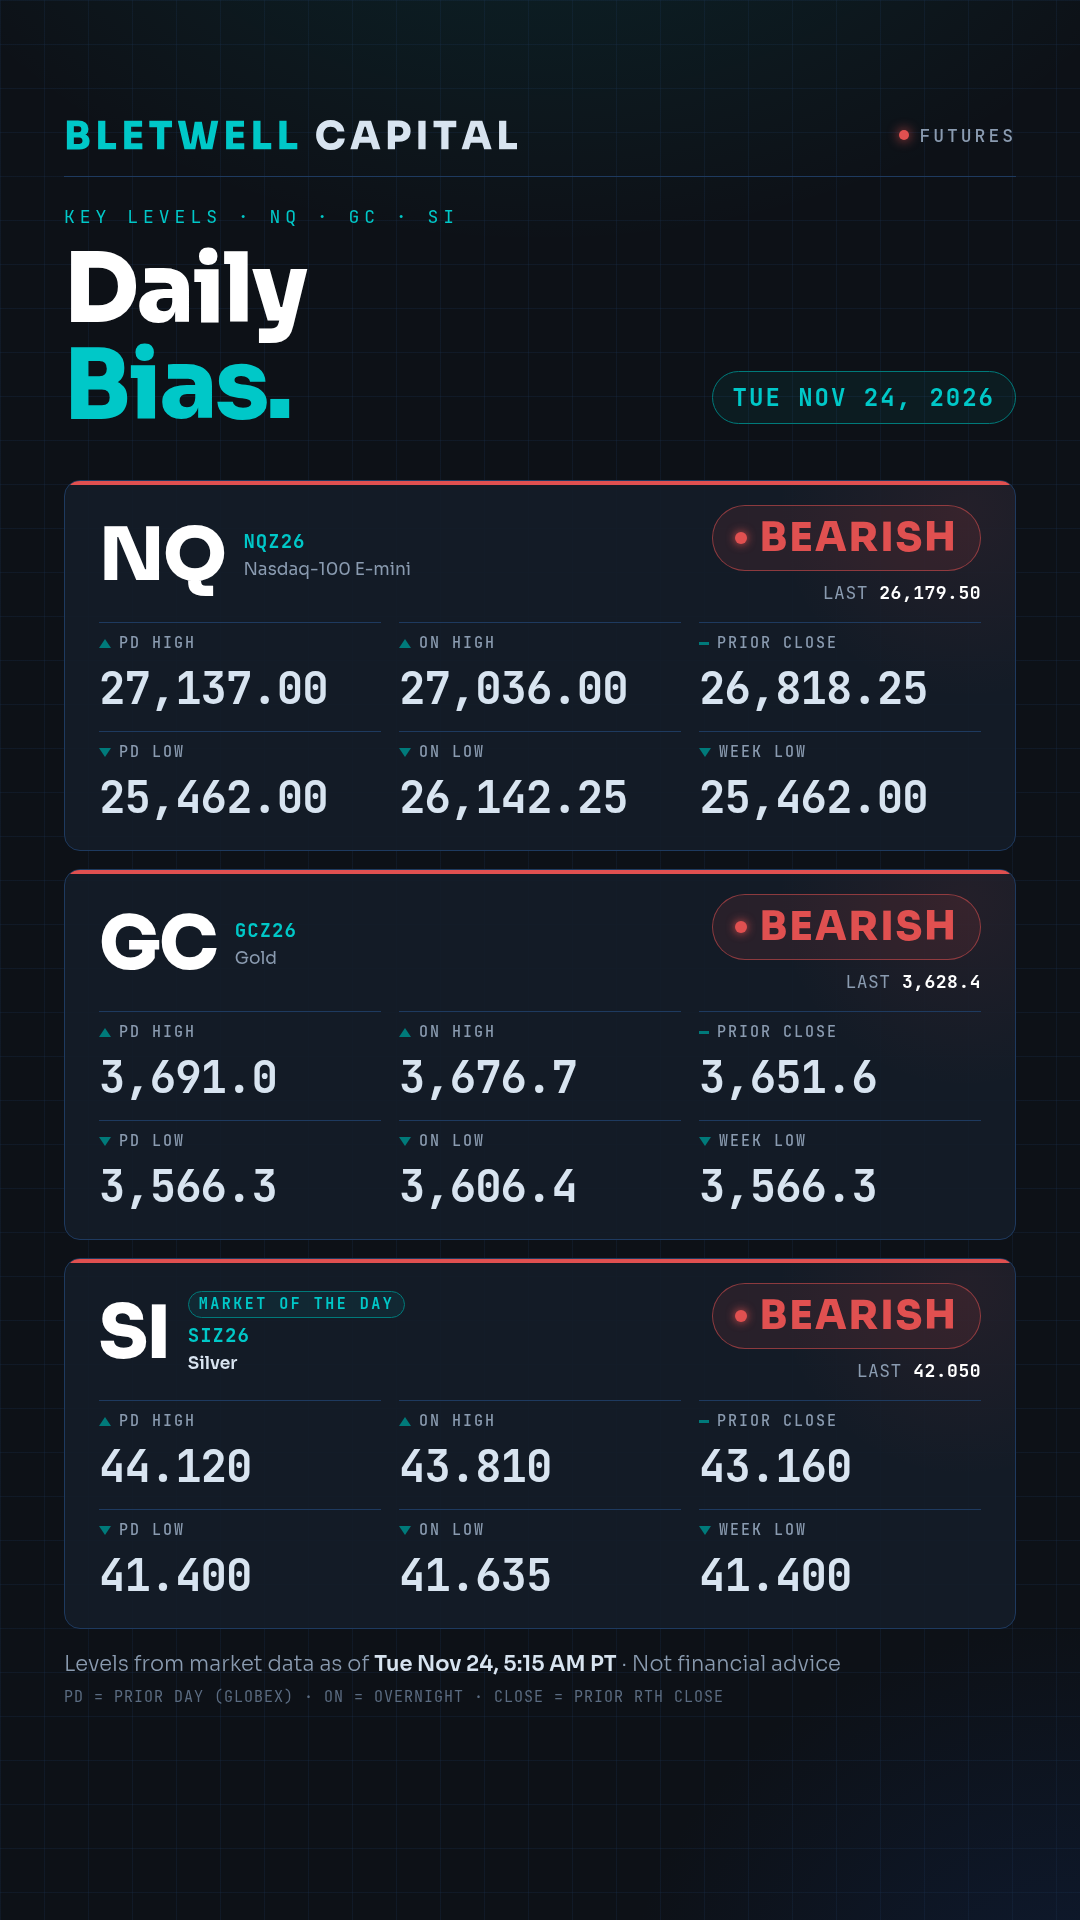 BLETWELL CAPITAL
FUTURES
KEY LEVELS · NQ · GC · SI
Daily
Bias.
TUE NOV 24, 2026
NQ
NQZ26
Nasdaq-100 E-mini
BEARISH
LAST 26,179.50
PD HIGH
27,137.00
ON HIGH
27,036.00
PRIOR CLOSE
26,818.25
PD LOW
25,462.00
ON LOW
26,142.25
WEEK LOW
25,462.00
GC
GCZ26
Gold
BEARISH
LAST 3,628.4
PD HIGH
3,691.0
ON HIGH
3,676.7
PRIOR CLOSE
3,651.6
PD LOW
3,566.3
ON LOW
3,606.4
WEEK LOW
3,566.3
SI
MARKET OF THE DAY
SIZ26
Silver
BEARISH
LAST 42.050
PD HIGH
44.120
ON HIGH
43.810
PRIOR CLOSE
43.160
PD LOW
41.400
ON LOW
41.635
WEEK LOW
41.400
Levels from market data as of Tue Nov 24, 5:15 AM PT · Not financial advice
PD = PRIOR DAY (GLOBEX) · ON = OVERNIGHT · CLOSE = PRIOR RTH CLOSE